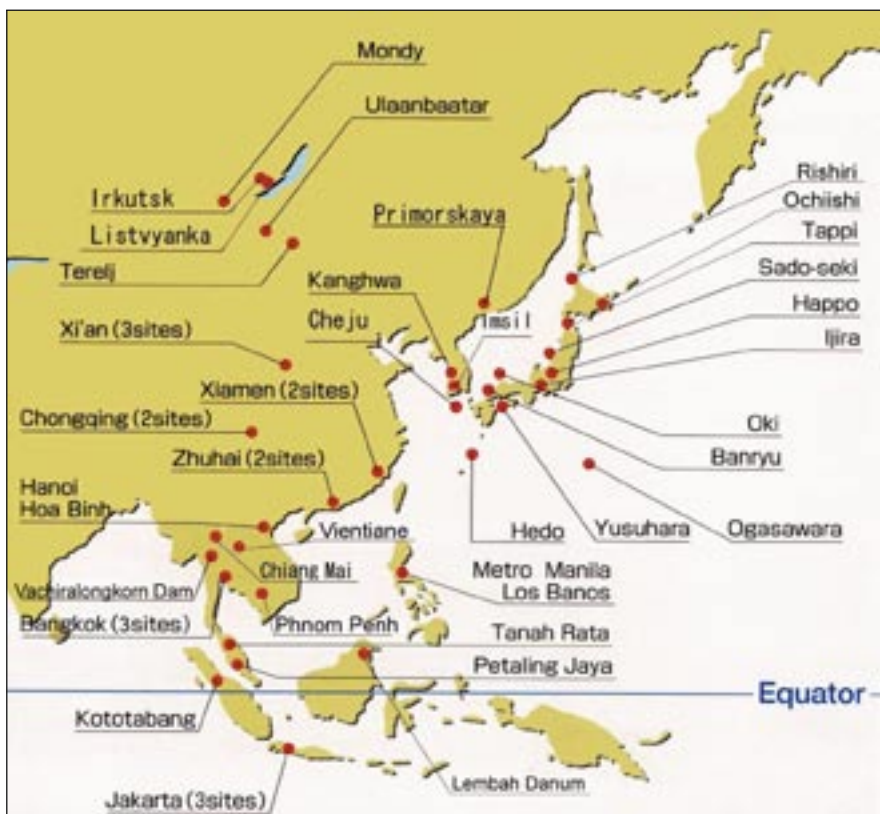 Mondy
Ulaanbaatar
Irkutsk
Listvyanka
Terelj
Primorskaya
Rishiri
Ochiishi
Tappi
Sado-seki
Happo
Ijira
Kanghwa
Cheju
Imsil
Xi'an (3sites)
Xiamen (2sites)
Chongqing (2sites)
Zhuhai (2sites)
Oki
Banryu
Hanoi
Hoa Binh
Vientiane
Hedo
Yusuhara
Ogasawara
Vachiralongkorn Dam
Chiang Mai
Metro Manila
Los Banos
Bangkok (3sites)
Phnom Penh
Tanah Rata
Petaling Jaya
Equator
Kototabang
Lembah Danum
Jakarta (3sites)